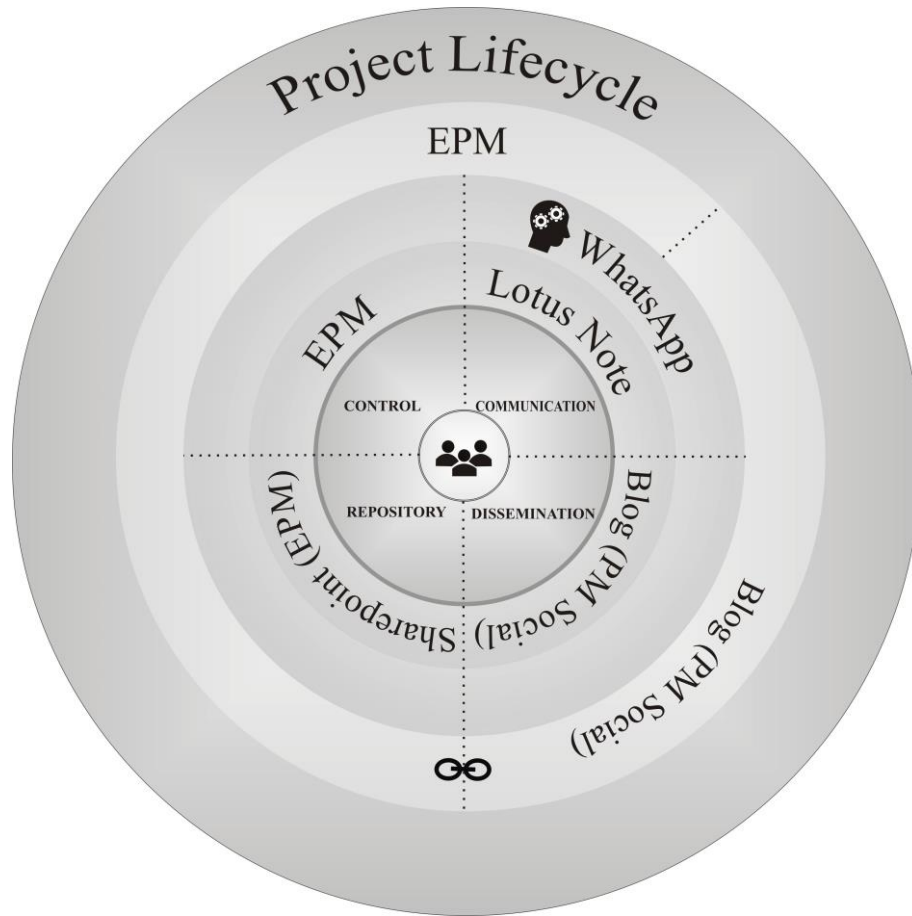 Project Lifecycle
EPM
WhatsApp
Lotus Note
EPM
CONTROL
COMMUNICATION
REPOSITORY
DISSEMINATION
Sharepoint (EPM)
Blog (PM Social)
Blog (PM Social)